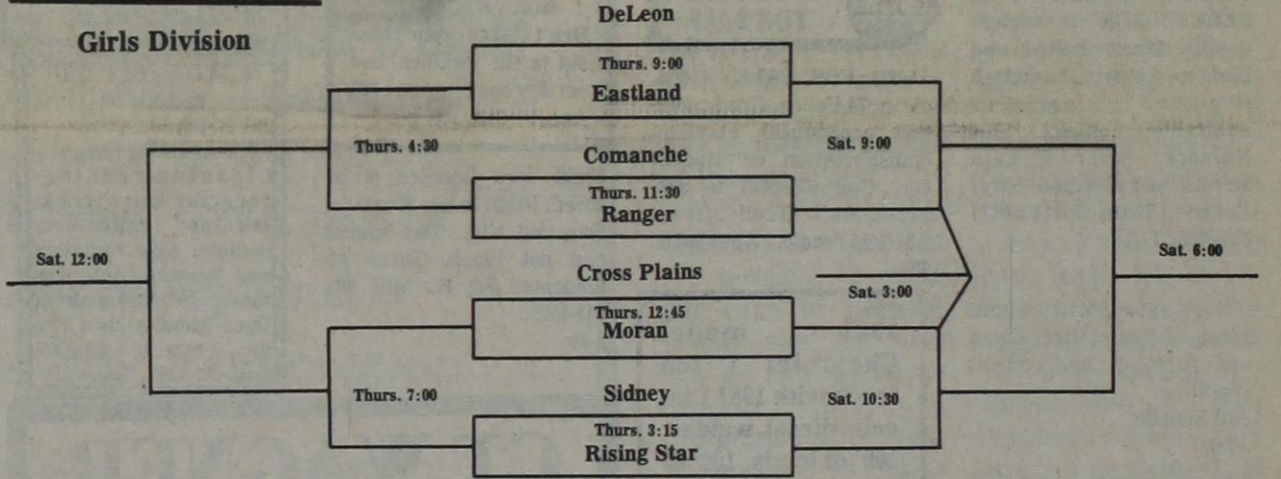 DeLeon
Girls Division
Thurs. 9:00
Eastland
Thurs. 4:30
Sat. 9:00
Comanche
Thurs. 11:30
Ranger
Sat. 12:00
Cross Plains
Sat. 3:00
Sat. 6:00
Thurs. 12:45
Moran
Thurs. 7:00
Sidney
Sat. 10:30
Thurs. 3:15
Rising Star